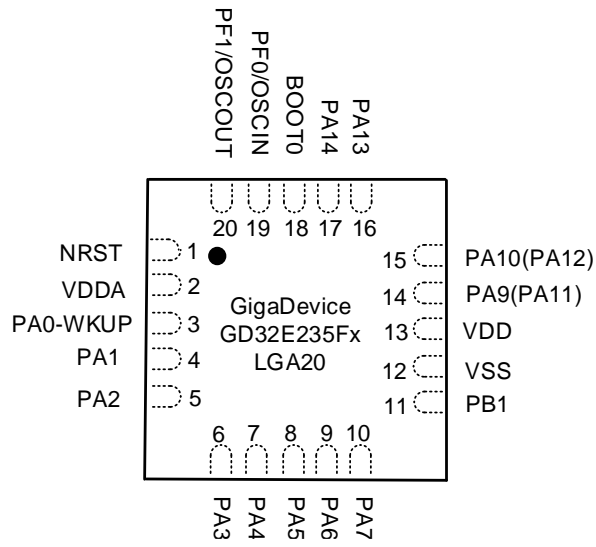 PF1/OSCOUT
PF0/OSCIN
BOOT0
PA14
PA13
20 19 18 17 16
NRST 1
VDDA 2
PA0-WKUP 3
PA1 4
PA2 5
GigaDevice
GD32E235Fx
LGA20
15 PA10(PA12)
14 PA9(PA11)
13 VDD
12 VSS
11 PB1
6 7 8 9 10
PA3
PA4
PA5
PA6
PA7